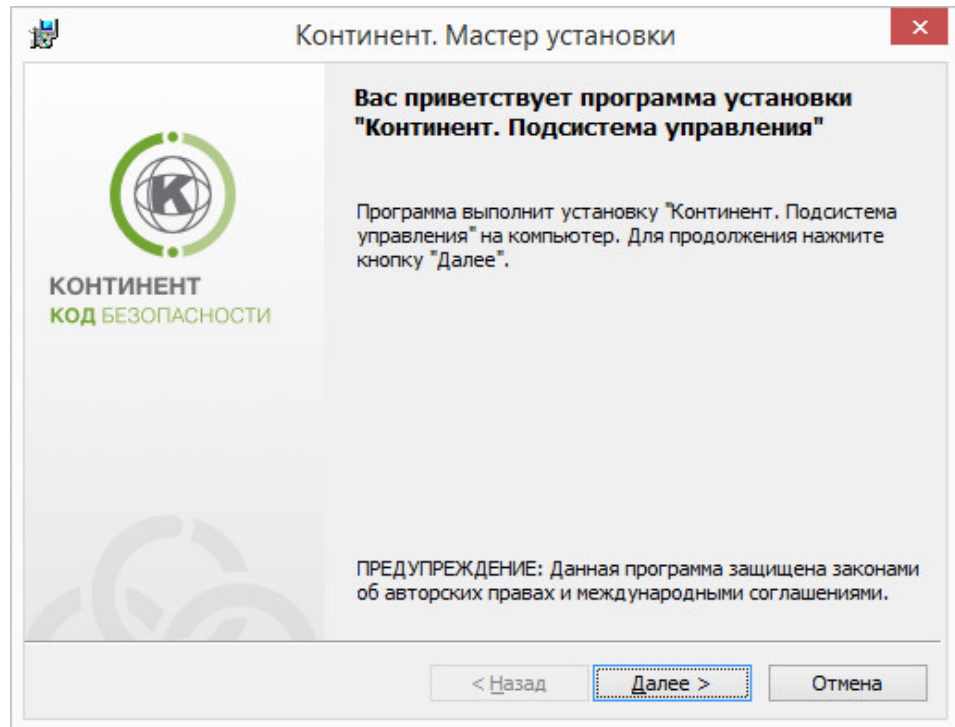 Континент. Мастер установки
Вас приветствует программа установки
"Континент. Подсистема управления"
К
КОНТИНЕНТ
КОД БЕЗОПАСНОСТИ
Программа выполнит установку "Континент. Подсистема
управления" на компьютер. Для продолжения нажмите
кнопку "Далее".
ПРЕДУПРЕЖДЕНИЕ: Данная программа защищена законами
об авторских правах и международными соглашениями.
< Назад
Далее >
Отмена